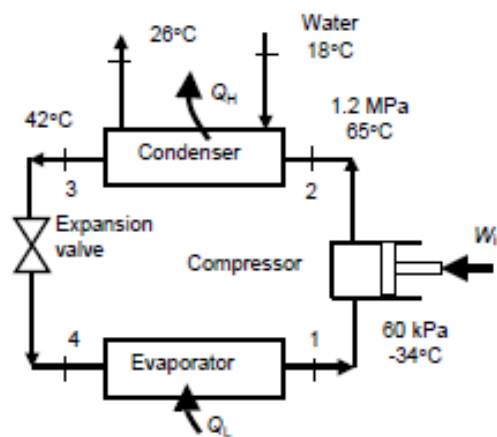 26°C
Water
18°C
Q_H
42°C
1.2 MPa
65°C
Condenser
3
2
Expansion
valve
Compressor
W_i
60 kPa
-34°C
4
1
Evaporator
Q_L